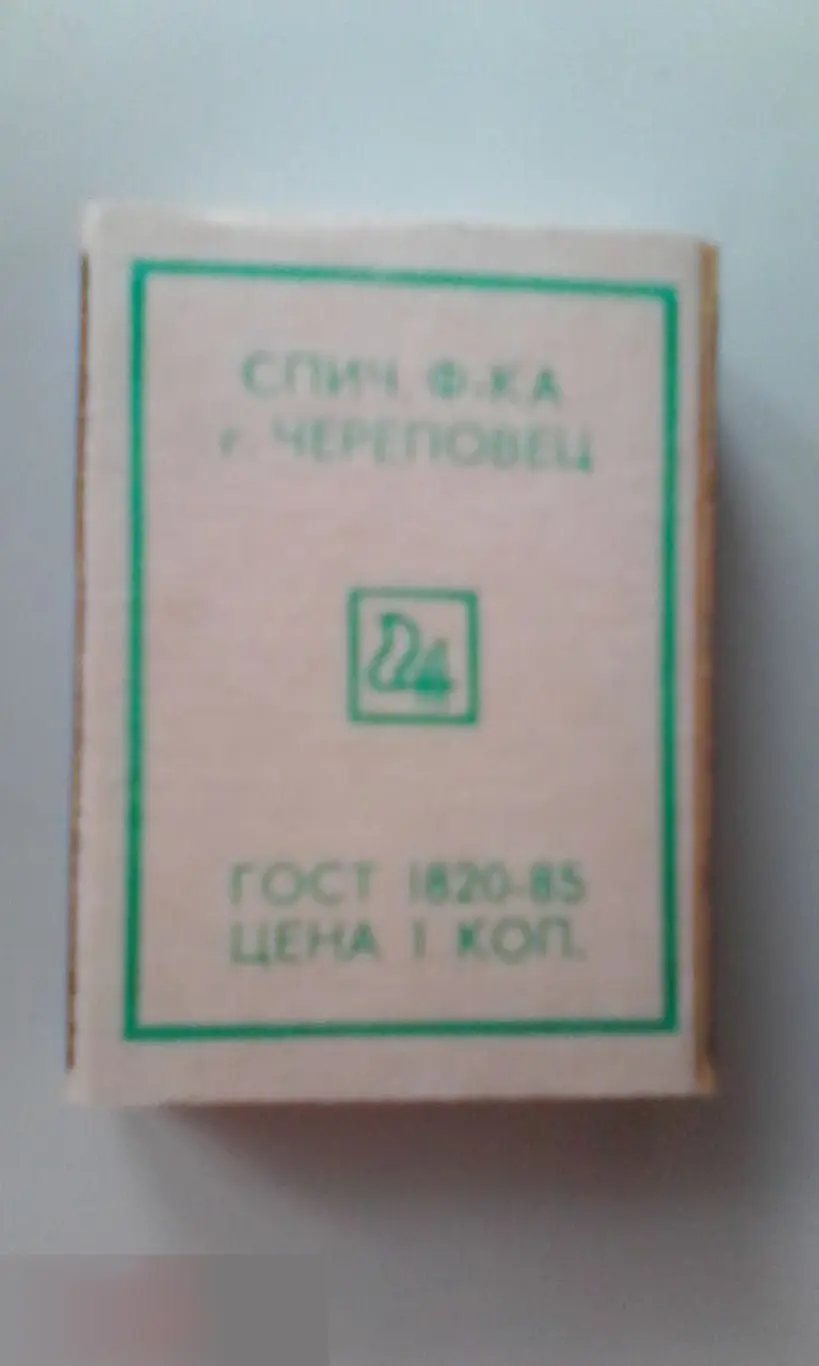 СПИЧ. Ф-КА
г. ЧЕРЕПОВЕЦ
ГОСТ 1820-85
ЦЕНА 1 КОП.